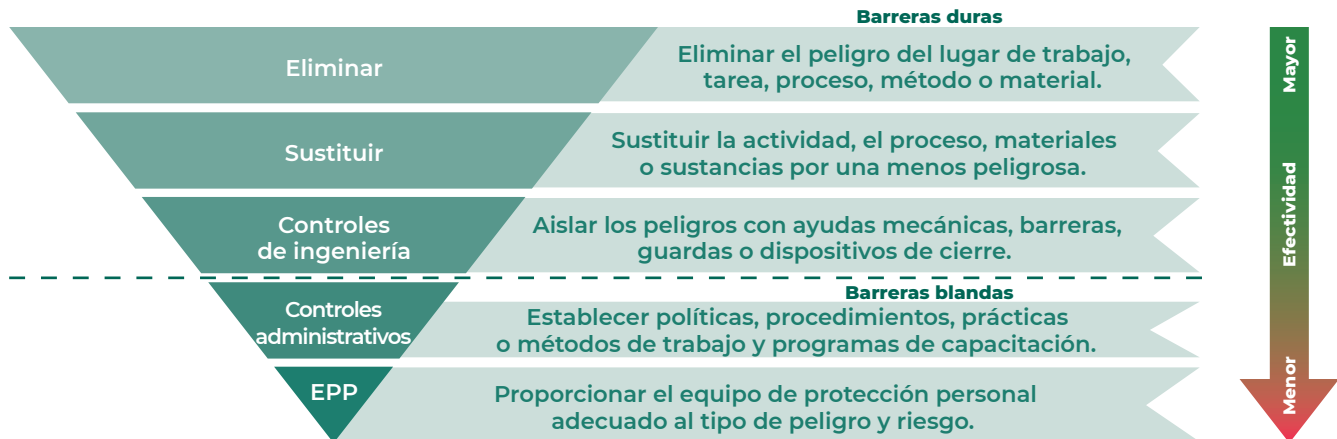 Barreras duras
Eliminar
Eliminar el peligro del lugar de trabajo,
tarea, proceso, método o material.
Sustituir
Sustituir la actividad, el proceso, materiales
o sustancias por una menos peligrosa.
Controles
de ingeniería
Aislar los peligros con ayudas mecánicas, barreras,
guardas o dispositivos de cierre.
Barreras blandas
Controles
administrativos
Establecer políticas, procedimientos, prácticas
o métodos de trabajo y programas de capacitación.
EPP
Proporcionar el equipo de protección personal
adecuado al tipo de peligro y riesgo.
Mayor
Efectividad
Menor